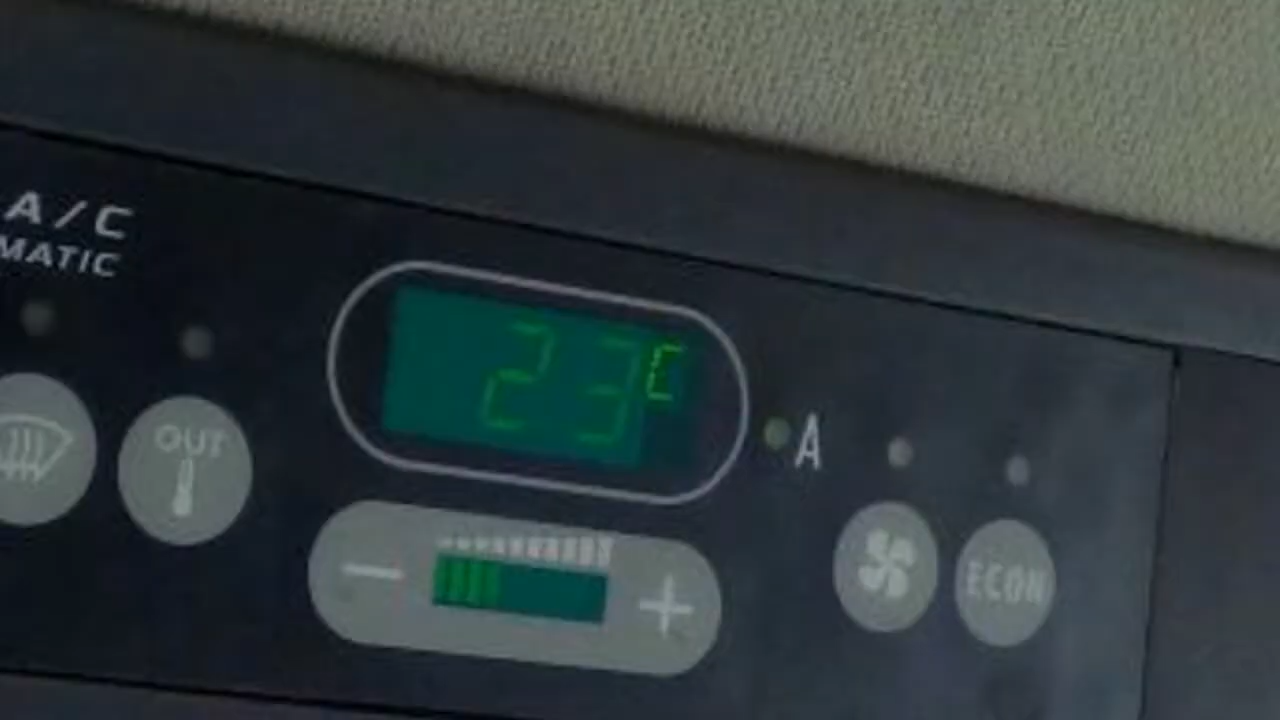 A/C
MATIC
OUT
23C
A
ECON
− +